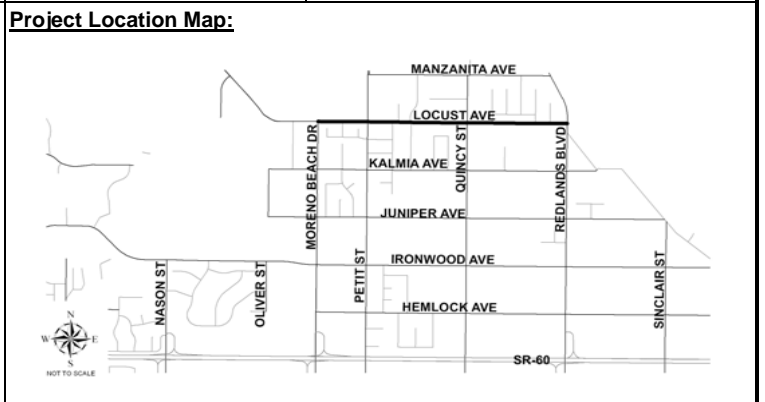 Project Location Map:
MANZANITA AVE
LOCUST AVE
MORENO BEACH DR
QUINCY ST
REDLANDS BLVD
KALMIA AVE
JUNIPER AVE
PETIT ST
IRONWOOD AVE
NASON ST
OLIVER ST
SINCLAIR ST
HEMLOCK AVE
N
W
E
S
NOT TO SCALE
SR-60